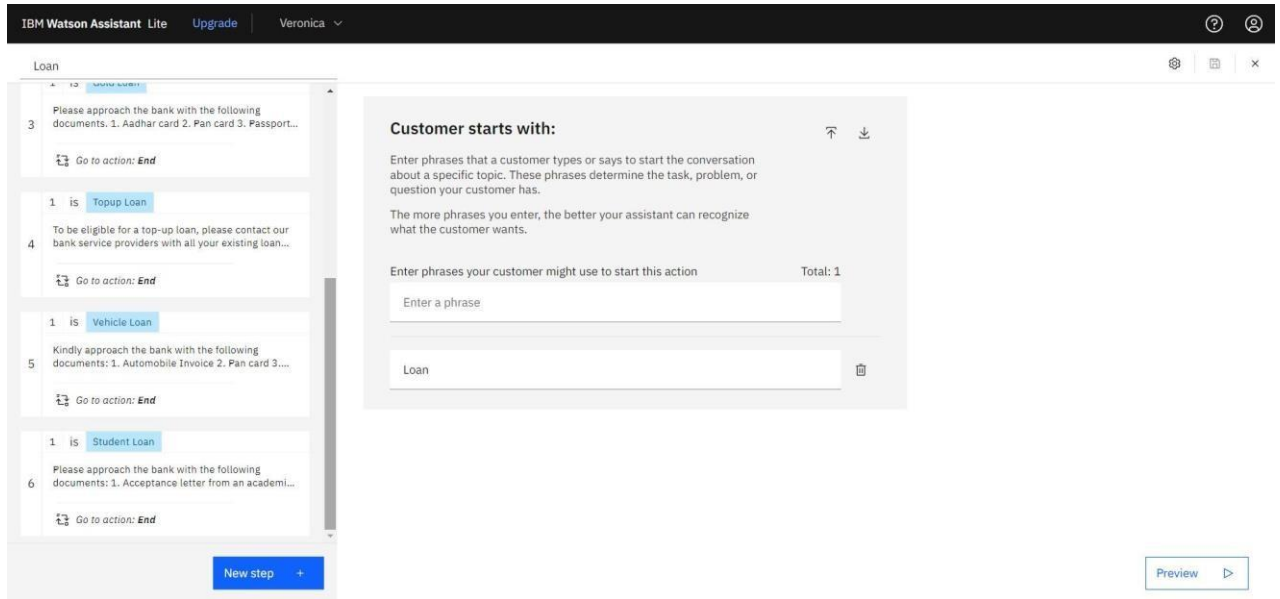 IBM Watson Assistant Lite Upgrade Veronica
Loan
1 is Gold Loan
3
Please approach the bank with the following
documents. 1. Aadhar card 2. Pan card 3. Passport...
Go to action: End
1 is Topup Loan
4
To be eligible for a top-up loan, please contact our
bank service providers with all your existing loan...
Go to action: End
1 is Vehicle Loan
5
Kindly approach the bank with the following
documents: 1. Automobile Invoice 2. Pan card 3....
Go to action: End
1 is Student Loan
6
Please approach the bank with the following
documents: 1. Acceptance letter from an academi...
Go to action: End
New step +
Customer starts with:
Enter phrases that a customer types or says to start the conversation
about a specific topic. These phrases determine the task, problem, or
question your customer has.
The more phrases you enter, the better your assistant can recognize
what the customer wants.
Enter phrases your customer might use to start this action Total: 1
Enter a phrase
Loan
Preview